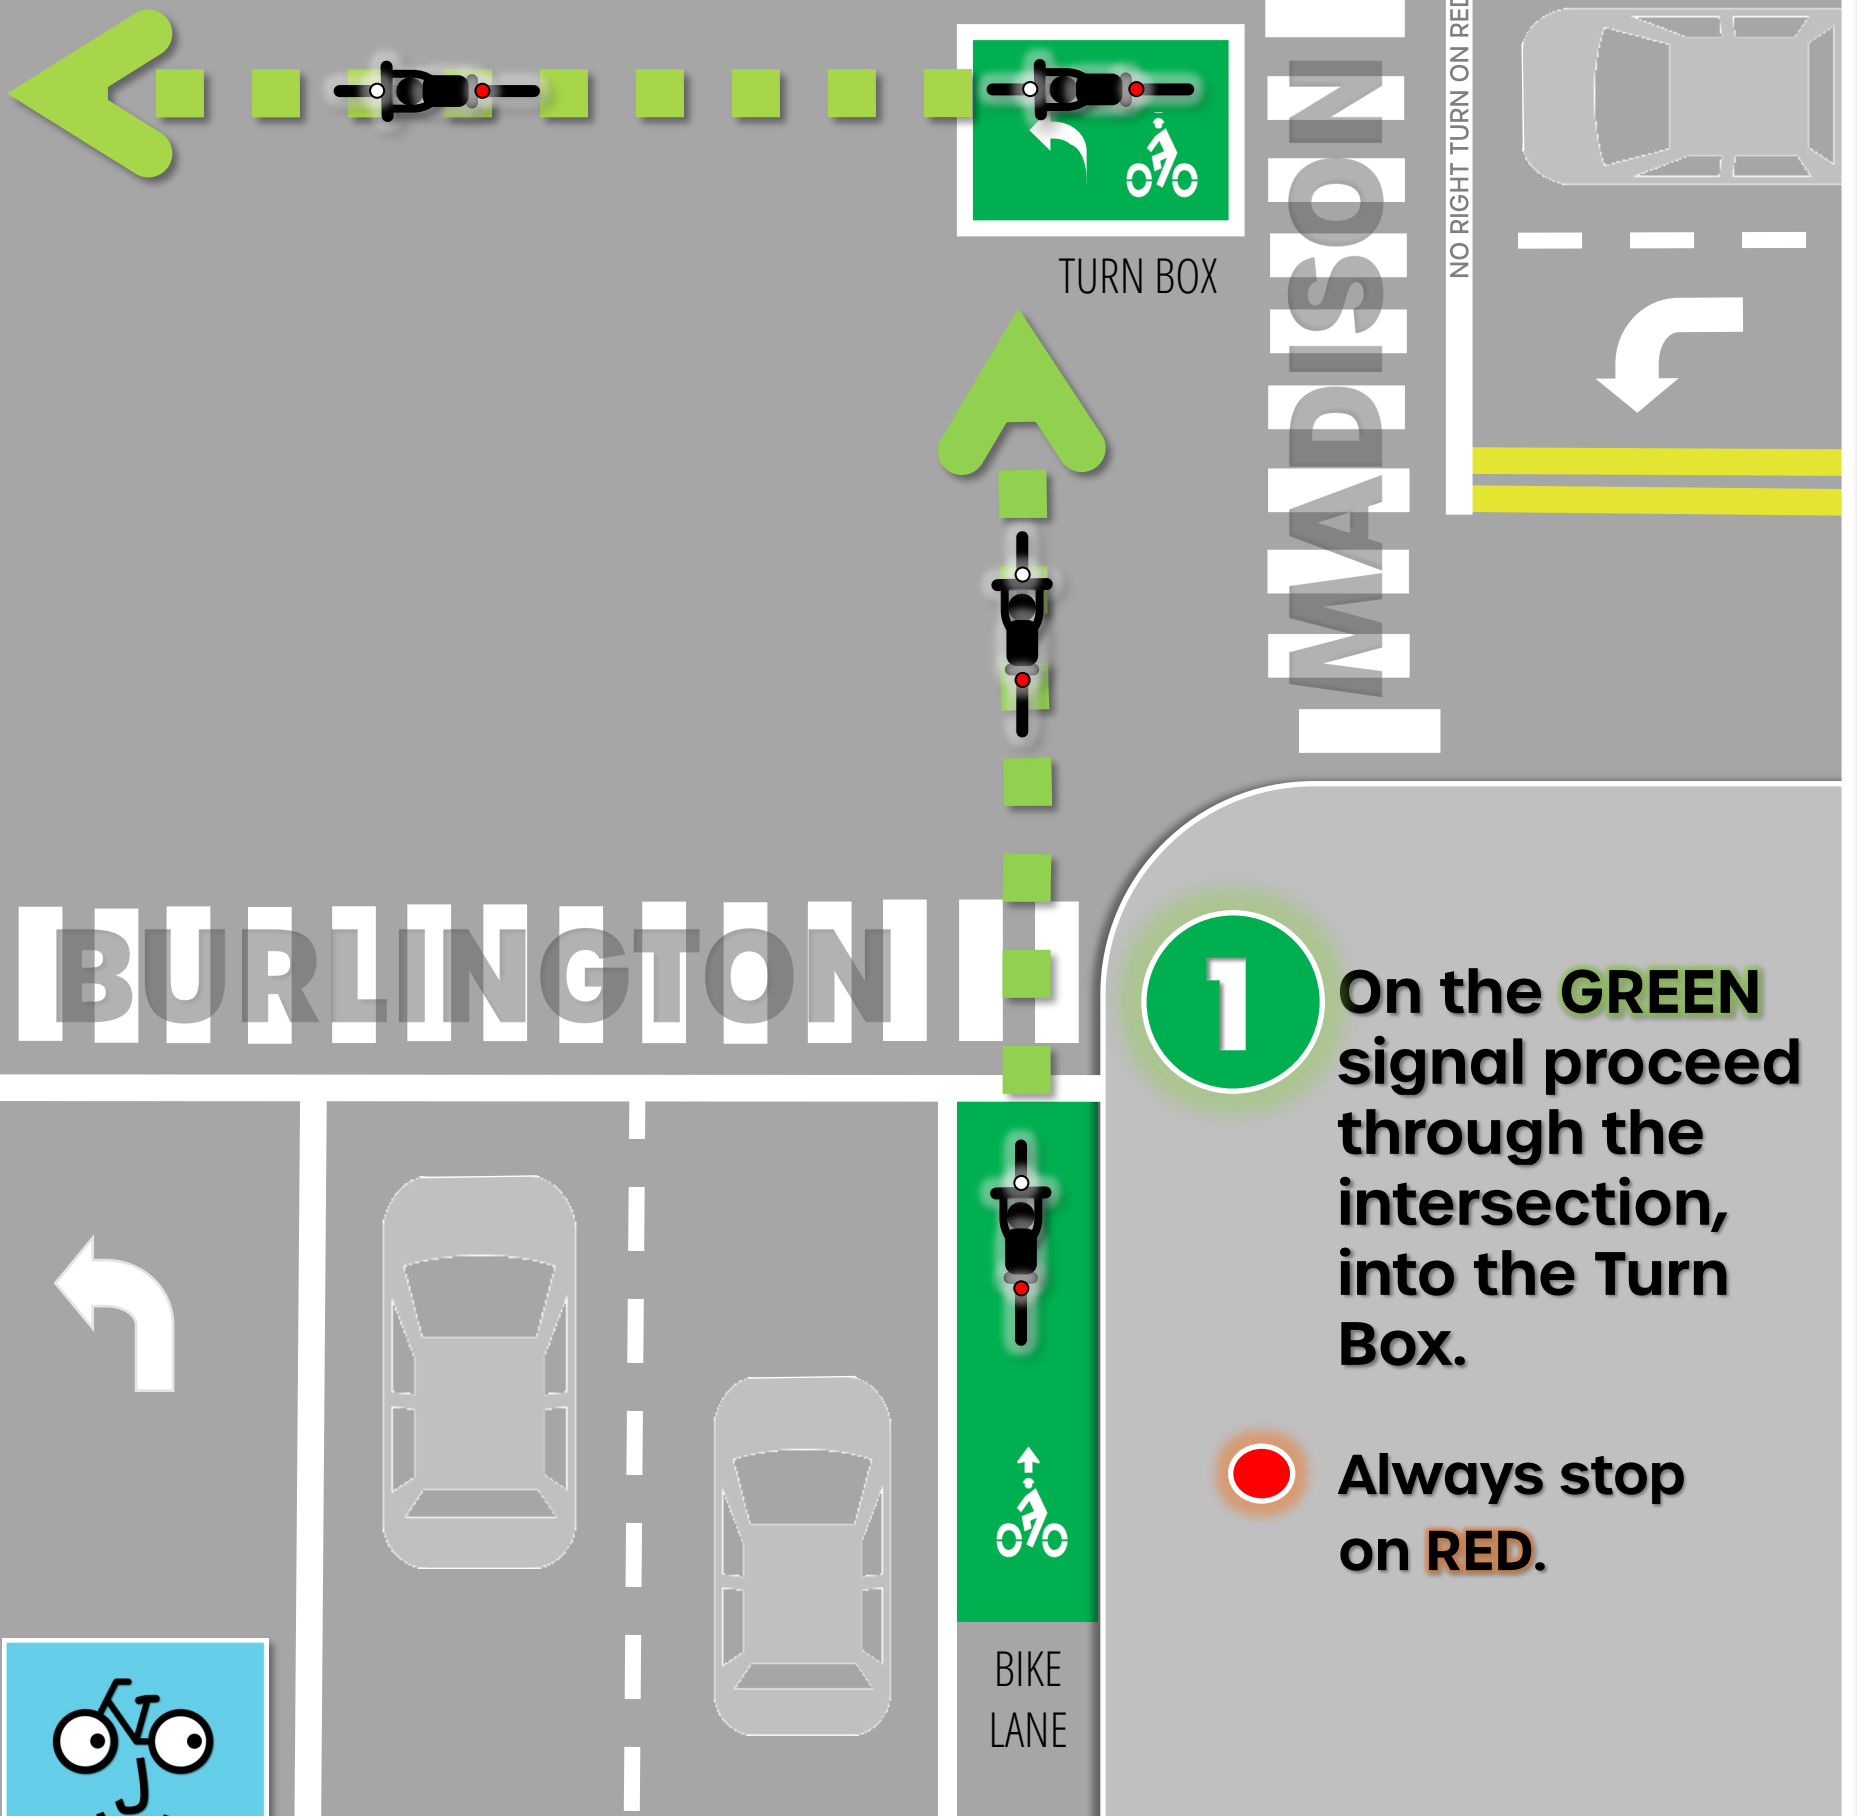 NO RIGHT TURN ON RED
TURN BOX
MADISON
BURLINGTON
1
On the GREEN
signal proceed
through the
intersection,
into the Turn
Box.
Always stop
on RED.
BIKE
LANE